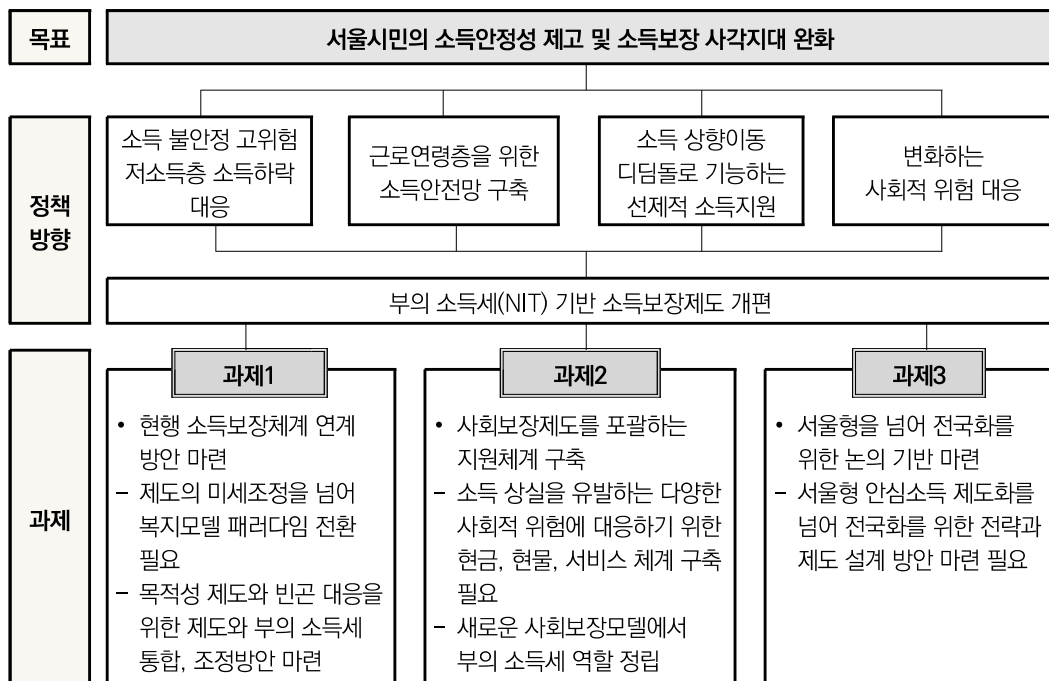 목표
서울시민의 소득안정성 제고 및 소득보장 사각지대 완화
정책
방향
소득 불안정 고위험
저소득층 소득하락
대응
근로연령층을 위한
소득안전망 구축
소득 상향이동
디딤돌로 기능하는
선제적 소득지원
변화하는
사회적 위험 대응
부의 소득세(NIT) 기반 소득보장제도 개편
과제
과제1
• 현행 소득보장체계 연계
방안 마련
– 제도의 미세조정을 넘어
복지모델 패러다임 전환
필요
– 목적성 제도와 빈곤 대응을
위한 제도와 부의 소득세
통합, 조정방안 마련
과제2
• 사회보장제도를 포괄하는
지원체계 구축
– 소득 상실을 유발하는 다양한
사회적 위험에 대응하기 위한
현금, 현물, 서비스 체계 구축
필요
– 새로운 사회보장모델에서
부의 소득세 역할 정립
과제3
• 서울형을 넘어 전국화를
위한 논의 기반 마련
– 서울형 안심소득 제도화를
넘어 전국화를 위한 전략과
제도 설계 방안 마련 필요